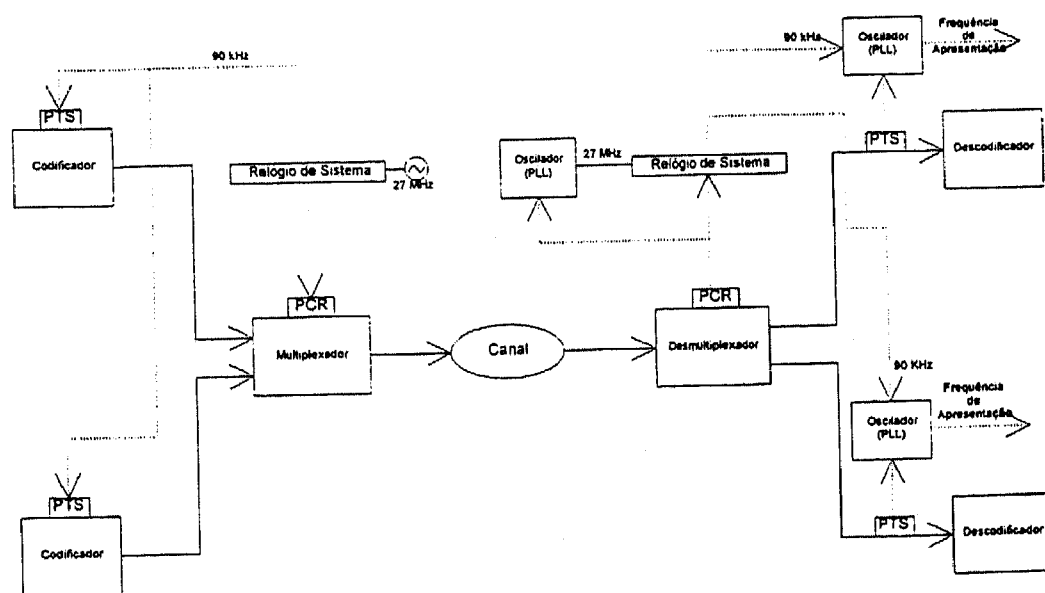 90 kHz
PTS
Codificador
Relógio de Sistema
27 MHz
PCR
Multiplexador
PTS
Codificador
Canal
Oscilador
(PLL)
27 MHz
Relógio de Sistema
PCR
Desmultiplexador
90 kHz
Oscilador
(PLL)
Frequência
de
Apresentação
PTS
Descodificador
90 KHz
Oscilador
(PLL)
Frequência
de
Apresentação
PTS
Descodificador